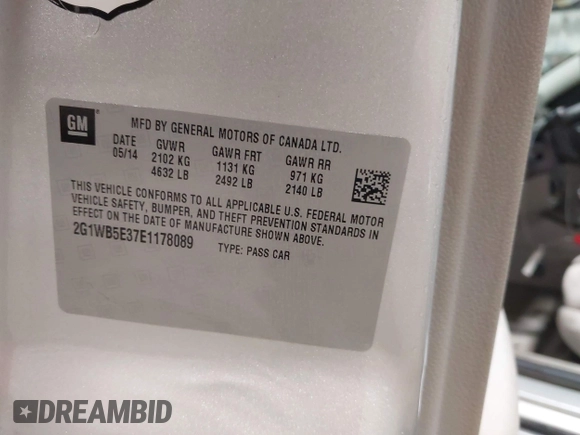 GM
MFD BY GENERAL MOTORS OF CANADA LTD.
DATE GVWR GAWR FRT GAWR RR
05/14 2102 KG 1131 KG 971 KG
4632 LB 2492 LB 2140 LB
THIS VEHICLE CONFORMS TO ALL APPLICABLE U.S. FEDERAL MOTOR
VEHICLE SAFETY, BUMPER, AND THEFT PREVENTION STANDARDS IN
EFFECT ON THE DATE OF MANUFACTURE SHOWN ABOVE.
2G1WB5E37E1178089 TYPE: PASS CAR
DREAMBID